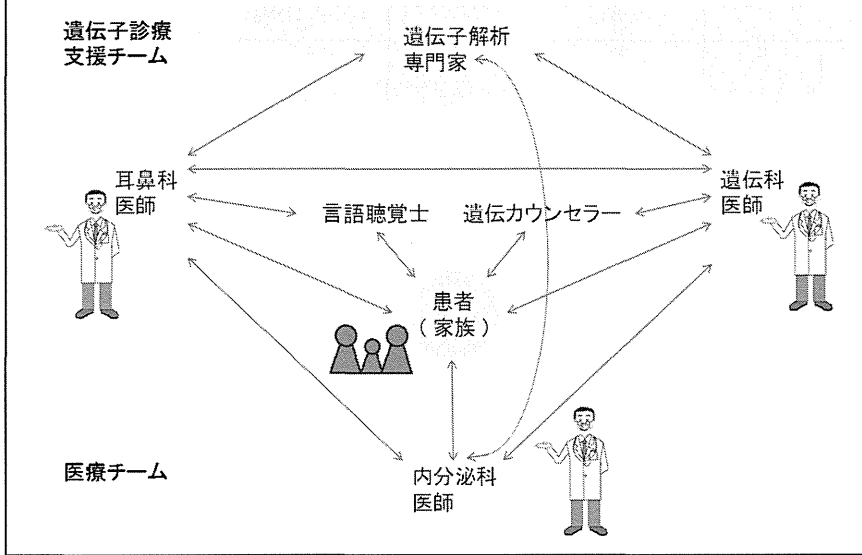 遺伝子診療
支援チーム
遺伝子解析
専門家
耳鼻科
医師
遺伝科
医師
言語聴覚士
遺伝カウンセラー
患者
（家族）
医療チーム
内分泌科
医師